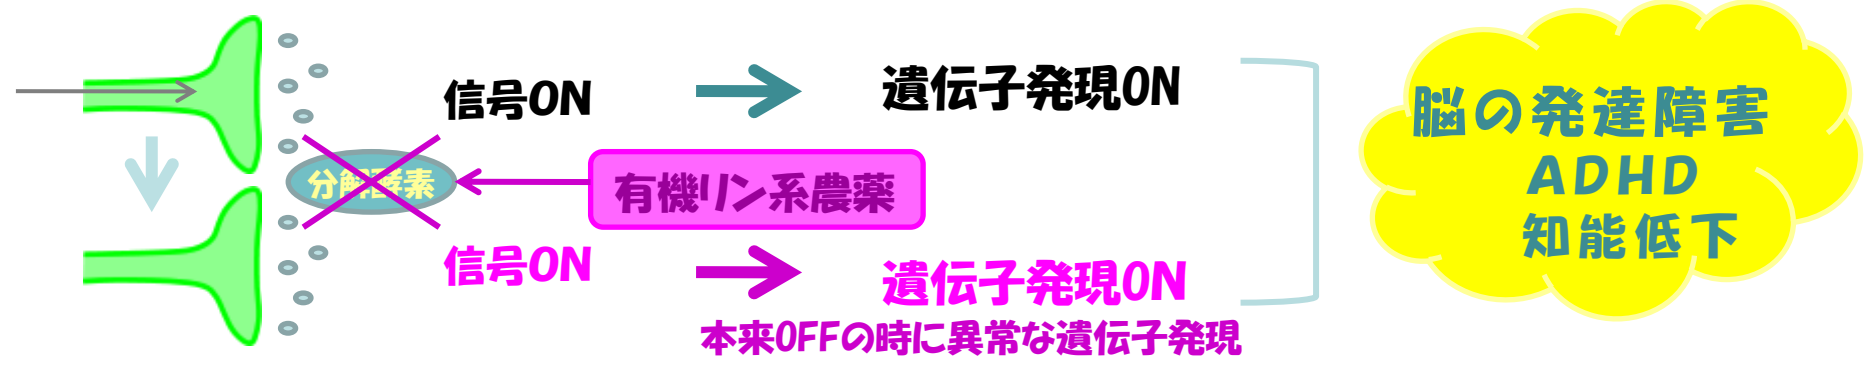 信号ON
遺伝子発現ON
分解酵素
有機リン系農薬
信号ON
遺伝子発現ON
本来OFFの時に異常な遺伝子発現
脳の発達障害
ADHD
知能低下